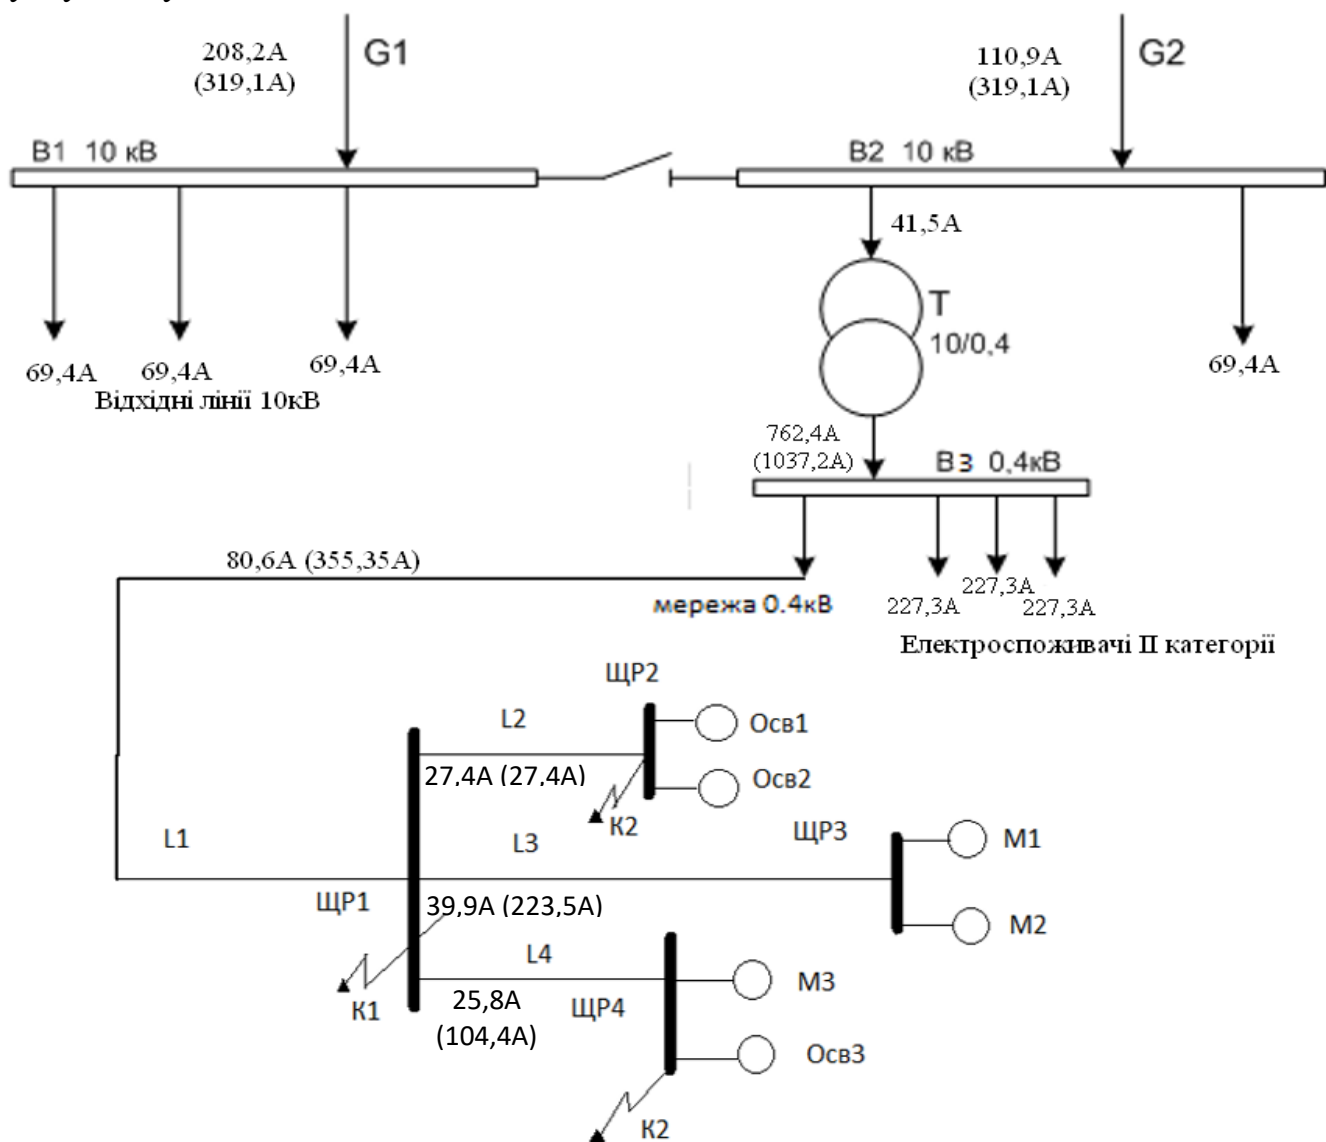 208,2А
(319,1А)
G1
110,9А
(319,1А)
G2
В1 10 кВ
В2 10 кВ
41,5А
Т
10/0,4
69,4А
69,4А
69,4А
69,4А
Відхідні лінії 10кВ
762,4А
(1037,2А)
В3 0,4кВ
80,6А (355,35А)
мережа 0.4кВ
227,3А
227,3А
227,3А
Електроспоживачі ІІ категорії
ЩР2
L2
Осв1
27,4А (27,4А)
Осв2
К2
L1
L3
ЩР3
М1
ЩР1
39,9А (223,5А)
М2
L4
К1
25,8А
(104,4А)
ЩР4
М3
Осв3
К2